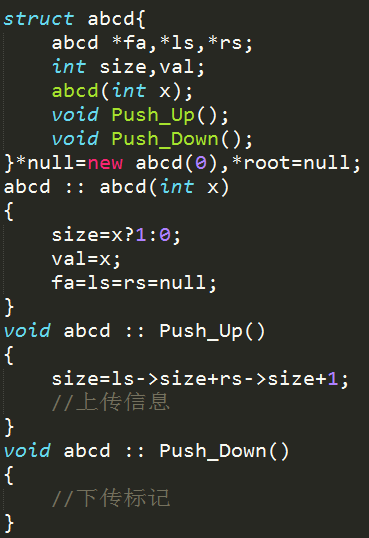 struct abcd{
    abcd *fa,*ls,*rs;
    int size,val;
    abcd(int x);
    void Push_Up();
    void Push_Down();
}*null=new abcd(0),*root=null;
abcd :: abcd(int x)
{
    size=x?1:0;
    val=x;
    fa=ls=rs=null;
}
void abcd :: Push_Up()
{
    size=ls->size+rs->size+1;
    //上传信息
}
void abcd :: Push_Down()
{
    //下传标记
}